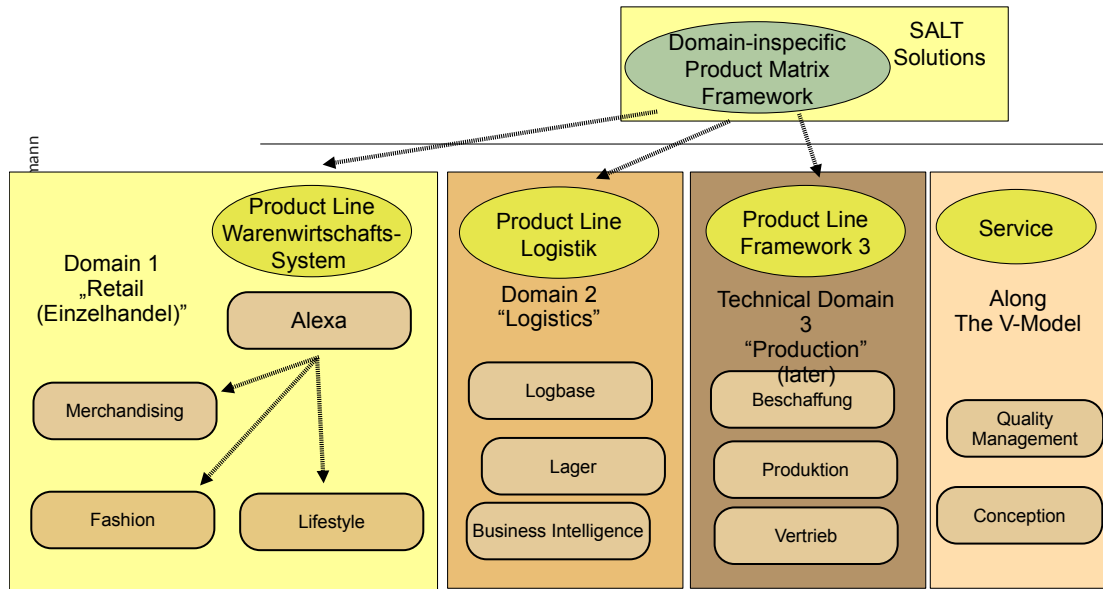 SALT
Solutions
Domain-inspecific
Product Matrix
Framework
mann
Product Line
Warenwirtschafts-
System
Domain 1
„Retail
(Einzelhandel)”
Alexa
Merchandising
Fashion
Lifestyle
Product Line
Logistik
Domain 2
“Logistics”
Logbase
Lager
Business Intelligence
Product Line
Framework 3
Technical Domain
3
“Production”
(later)
Beschaffung
Produktion
Vertrieb
Service
Along
The V-Model
Quality
Management
Conception